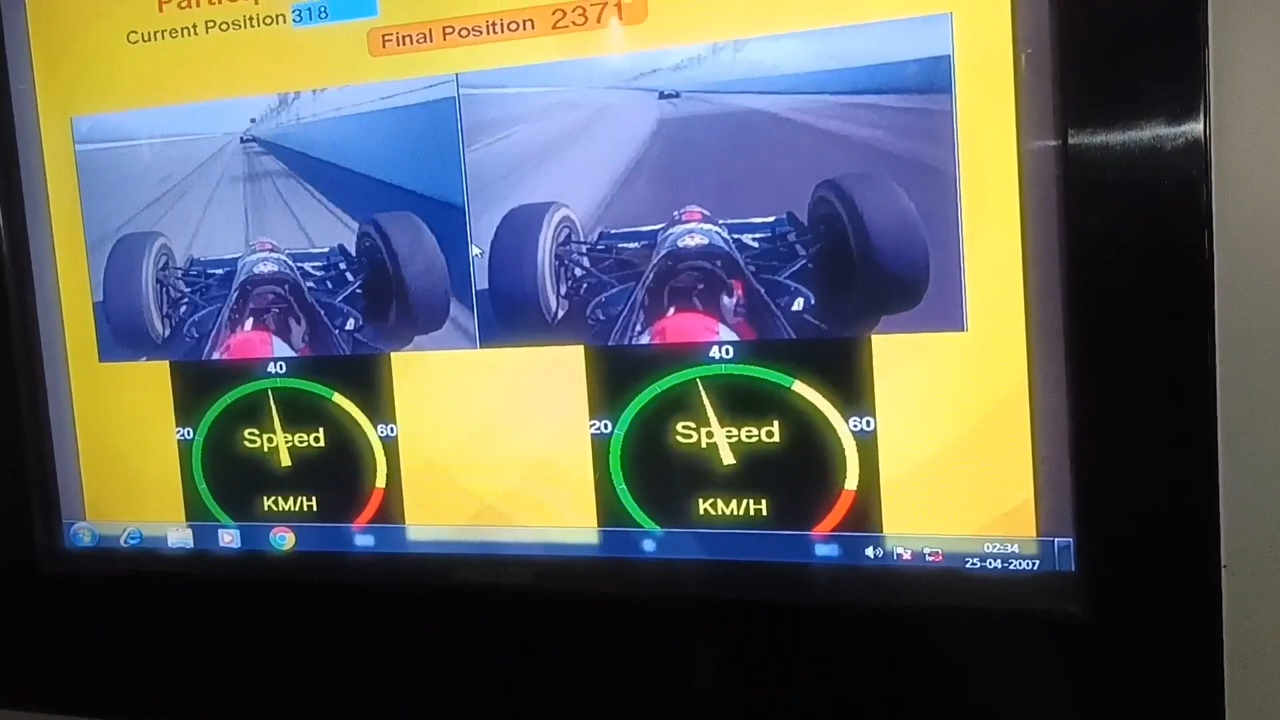 Current Position 318
Final Position 2371
40
40
20
60
20
60
Speed
Speed
KM/H
KM/H
02:34
25-04-2007